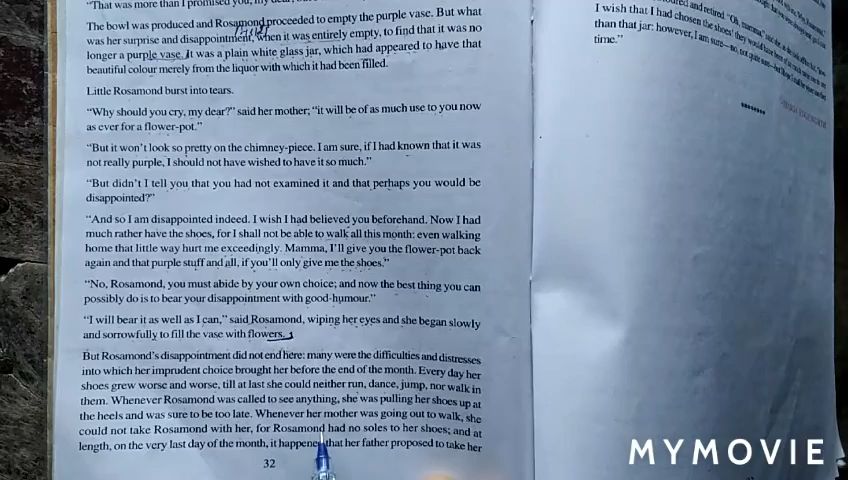 "That was more than I promised you, my dear,
The bowl was produced and Rosamond proceeded to empty the purple vase. But what
was her surprise and disappointment, when it was entirely empty, to find that it was no
longer a purple vase. It was a plain white glass jar, which had appeared to have that
beautiful colour merely from the liquor with which it had been filled.
Little Rosamond burst into tears.
"Why should you cry, my dear?" said her mother; "it will be of as much use to you now
as ever for a flower-pot."
"But it won't look so pretty on the chimney-piece. I am sure, if I had known that it was
not really purple, I should not have wished to have it so much."
"But didn't I tell you that you had not examined it and that perhaps you would be
disappointed?"
"And so I am disappointed indeed. I wish I had believed you beforehand. Now I had
much rather have the shoes, for I shall not be able to walk all this month: even walking
home that little way hurt me exceedingly. Mamma, I'll give you the flower-pot back
again and that purple stuff and all, if you'll only give me the shoes."
"No, Rosamond, you must abide by your own choice; and now the best thing you can
possibly do is to bear your disappointment with good-humour."
"I will bear it as well as I can," said Rosamond, wiping her eyes and she began slowly
and sorrowfully to fill the vase with flowers.
But Rosamond's disappointment did not end here: many were the difficulties and distresses
into which her imprudent choice brought her before the end of the month. Every day her
shoes grew worse and worse, till at last she could neither run, dance, jump, nor walk in
them. Whenever Rosamond was called to see anything, she was pulling her shoes up at
the heels and was sure to be too late. Whenever her mother was going out to walk, she
could not take Rosamond with her, for Rosamond had no soles to her shoes; and at
length, on the very last day of the month, it happened that her father proposed to take her
32
and retired. "Oh, mamma," said she,
I wish that I had chosen the shoes! they would have been of
than that jar: however, I am sure—no, not quite sure—but
time."
MYMOVIE